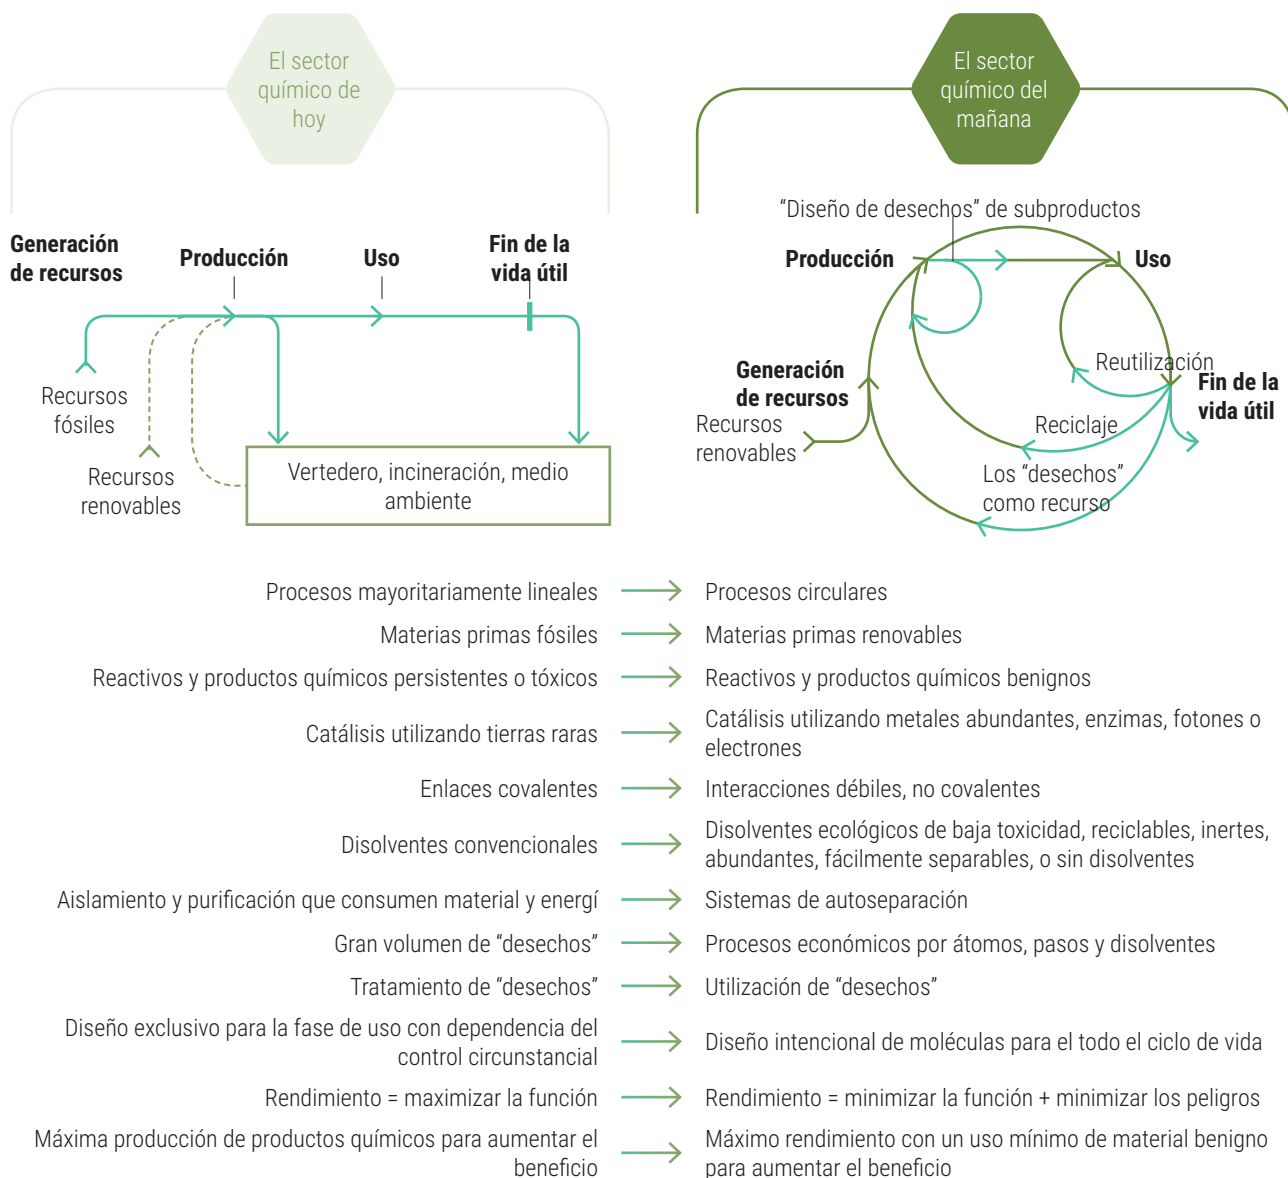 El sector
químico de
hoy
El sector
químico del
mañana
Generación
de recursos
Producción
Uso
Fin de la
vida útil
Recursos
fósiles
Recursos
renovables
Vertedero, incineración, medio
ambiente
“Diseño de desechos” de subproductos
Producción
Uso
Generación
de recursos
Recursos
renovables
Reutilización
Fin de la
vida útil
Reciclaje
Los “desechos”
como recurso
Procesos mayoritariamente lineales
Procesos circulares
Materias primas fósiles
Materias primas renovables
Reactivos y productos químicos persistentes o tóxicos
Reactivos y productos químicos benignos
Catálisis utilizando tierras raras
Catálisis utilizando metales abundantes, enzimas, fotones o
electrones
Enlaces covalentes
Interacciones débiles, no covalentes
Disolventes convencionales
Disolventes ecológicos de baja toxicidad, reciclables, inertes,
abundantes, fácilmente separables, o sin disolventes
Aislamiento y purificación que consumen material y energí
Sistemas de autoseparación
Gran volumen de “desechos”
Procesos económicos por átomos, pasos y disolventes
Tratamiento de “desechos”
Utilización de “desechos”
Diseño exclusivo para la fase de uso con dependencia del
control circunstancial
Diseño intencional de moléculas para el todo el ciclo de vida
Rendimiento = maximizar la función
Rendimiento = minimizar la función + minimizar los peligros
Máxima producción de productos químicos para aumentar el
beneficio
Máximo rendimiento con un uso mínimo de material benigno
para aumentar el beneficio